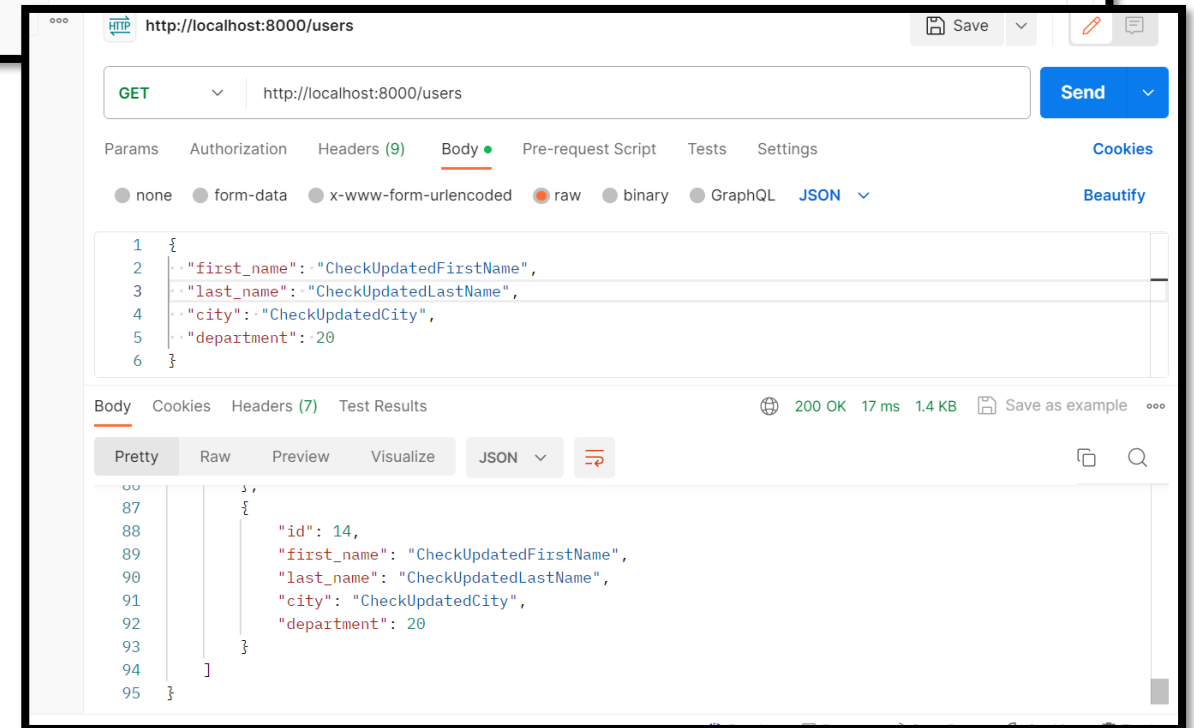 HTTP http://localhost:8000/users Save
GET http://localhost:8000/users Send
Params Authorization Headers (9) Body Pre-request Script Tests Settings Cookies
none form-data x-www-form-urlencoded raw binary GraphQL JSON Beautify
1 {
2 "first_name": "CheckUpdatedFirstName",
3 "last_name": "CheckUpdatedLastName",
4 "city": "CheckUpdatedCity",
5 "department": 20
6 }
Body Cookies Headers (7) Test Results 200 OK 17 ms 1.4 KB Save as example
Pretty Raw Preview Visualize JSON
86 },
87 {
88 "id": 14,
89 "first_name": "CheckUpdatedFirstName",
90 "last_name": "CheckUpdatedLastName",
91 "city": "CheckUpdatedCity",
92 "department": 20
93 }
94 ]
95 }